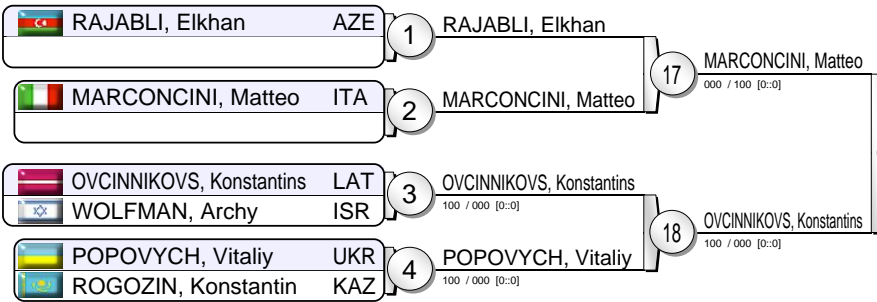 RAJABLI, Elkhan AZE
1
RAJABLI, Elkhan
MARCONCINI, Matteo ITA
2
MARCONCINI, Matteo
17
MARCONCINI, Matteo
000 / 100 [0::0]
OVCINNIKOVS, Konstantins LAT
WOLFMAN, Archy ISR
3
OVCINNIKOVS, Konstantins
100 / 000 [0::0]
POPOVYCH, Vitaliy UKR
ROGOZIN, Konstantin KAZ
4
POPOVYCH, Vitaliy
100 / 000 [0::0]
18
OVCINNIKOVS, Konstantins
100 / 000 [0::0]